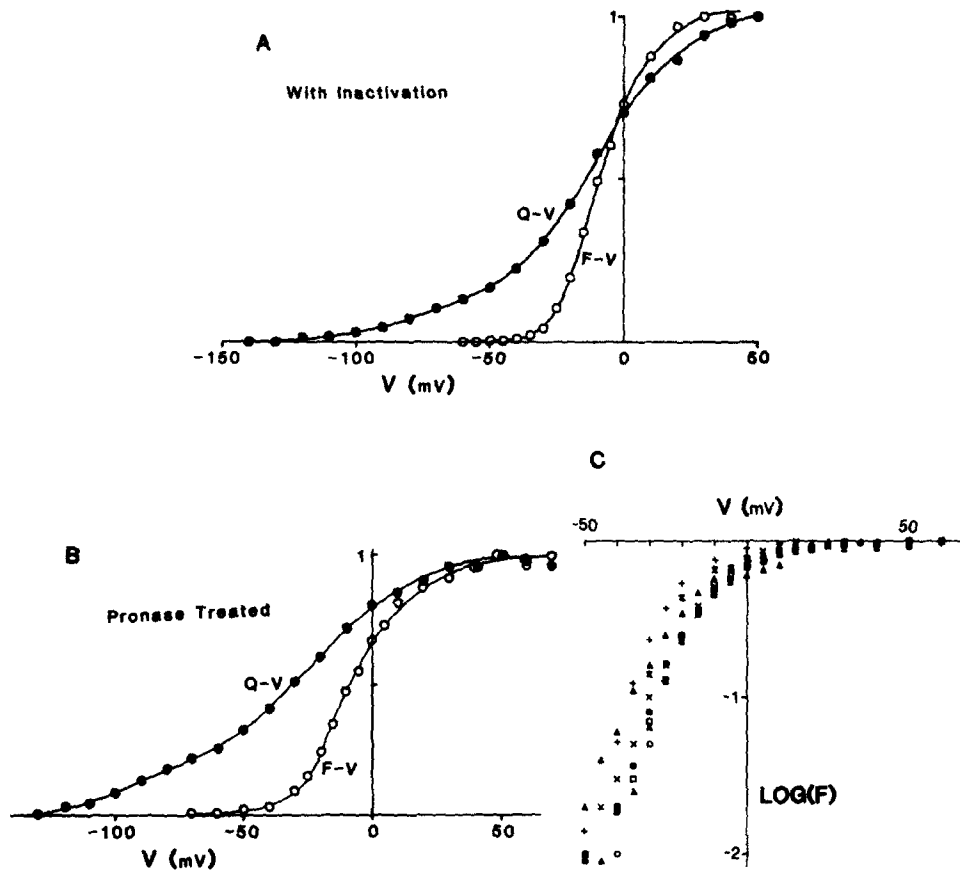 A
With Inactivation
1
Q-V
F-V
-150
-100
-50
0
50
V (mV)
B
Pronase Treated
1
Q-V
F-V
-100
-50
0
50
V (mV)
C
V (mV)
-50
50
-1
LOG(F)
-2